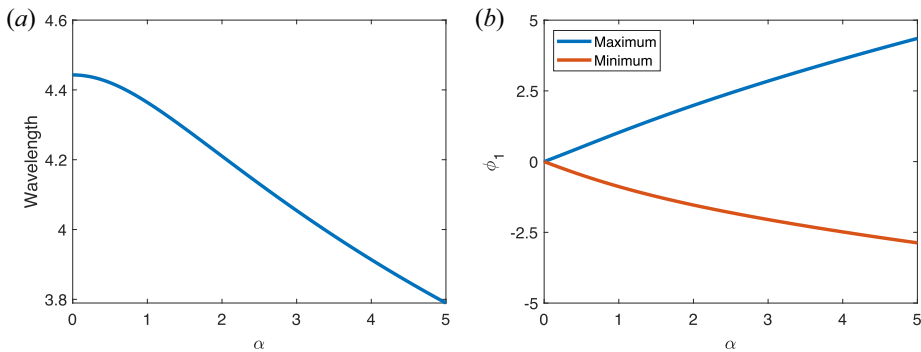 (a)
4.6
4.4
4.2
4
3.8
Wavelength
0 1 2 3 4 5
α
(b)
Maximum
Minimum
5
2.5
0
-2.5
-5
ϕ1
0 1 2 3 4 5
α